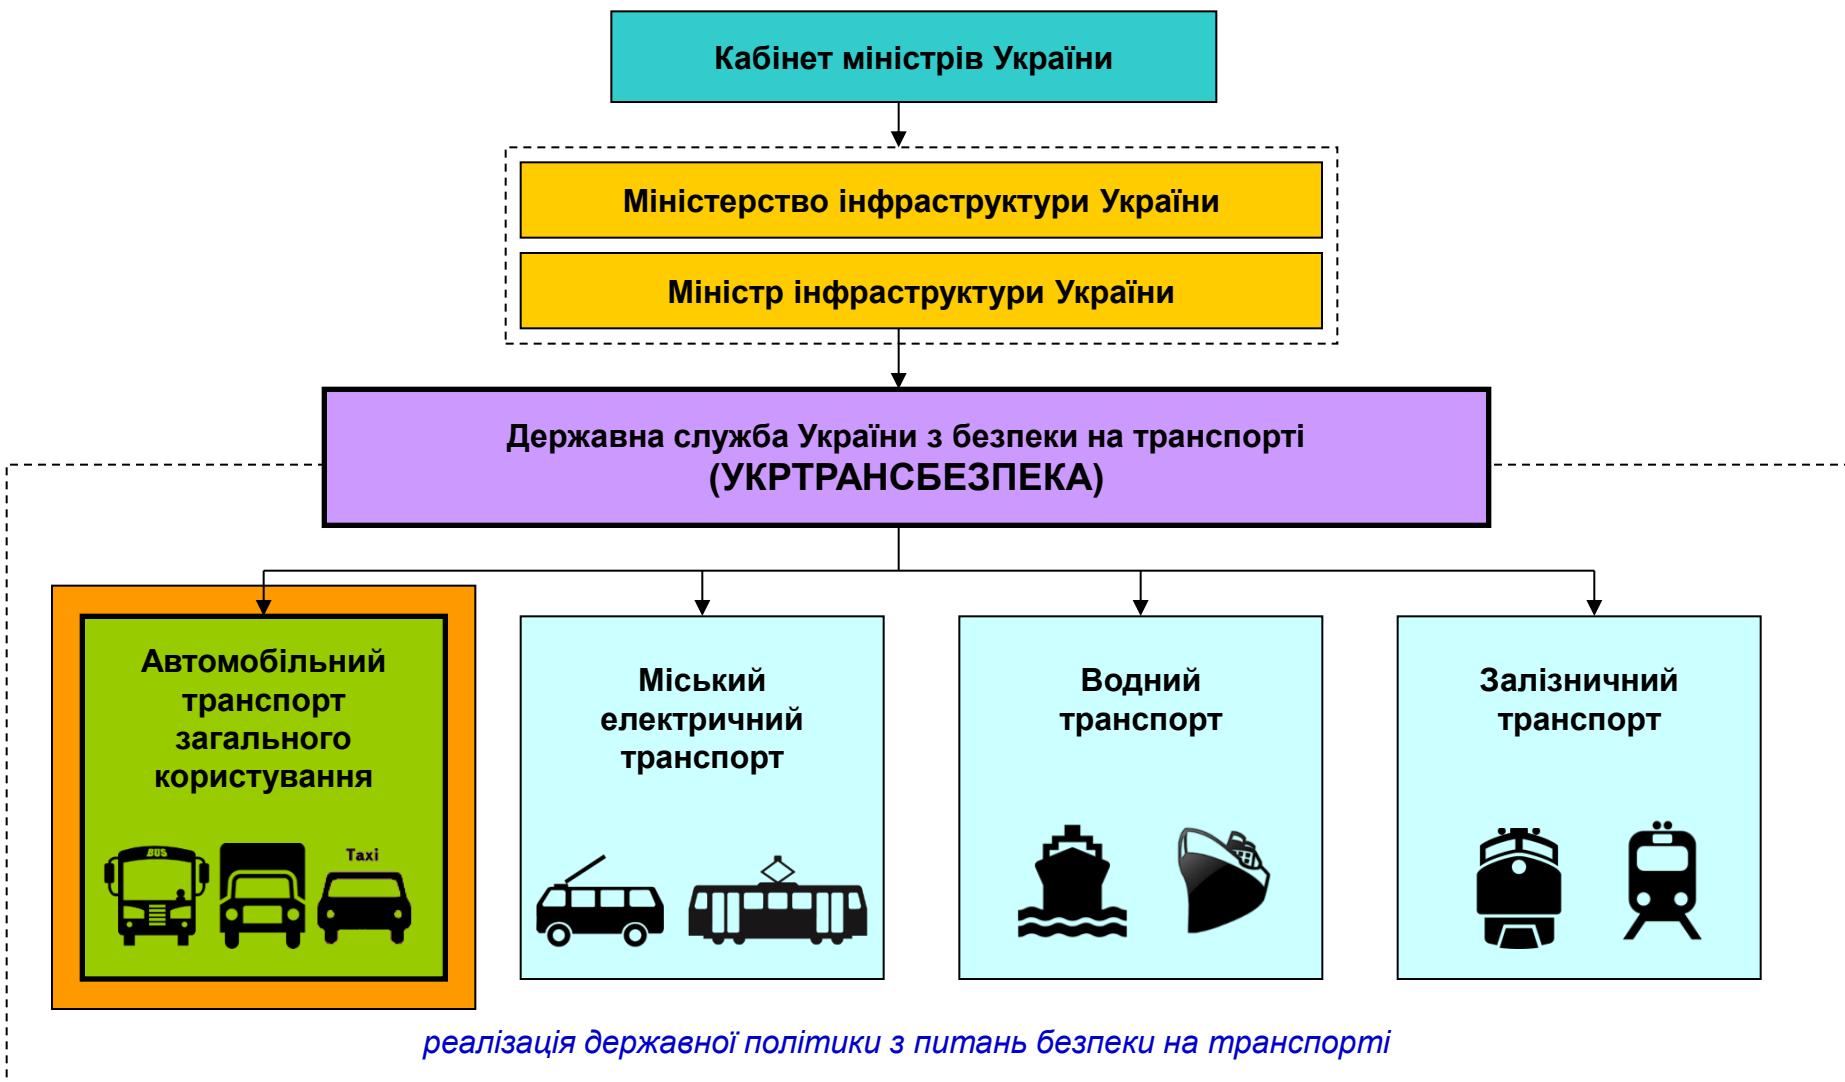 Кабінет міністрів України
Міністерство інфраструктури України
Міністр інфраструктури України
Державна служба України з безпеки на транспорті
(УКРТРАНСБЕЗПЕКА)
Автомобільний
транспорт
загального
користування
BUS
Taxi
Міський
електричний
транспорт
Водний
транспорт
Залізничний
транспорт
реалізація державної політики з питань безпеки на транспорті